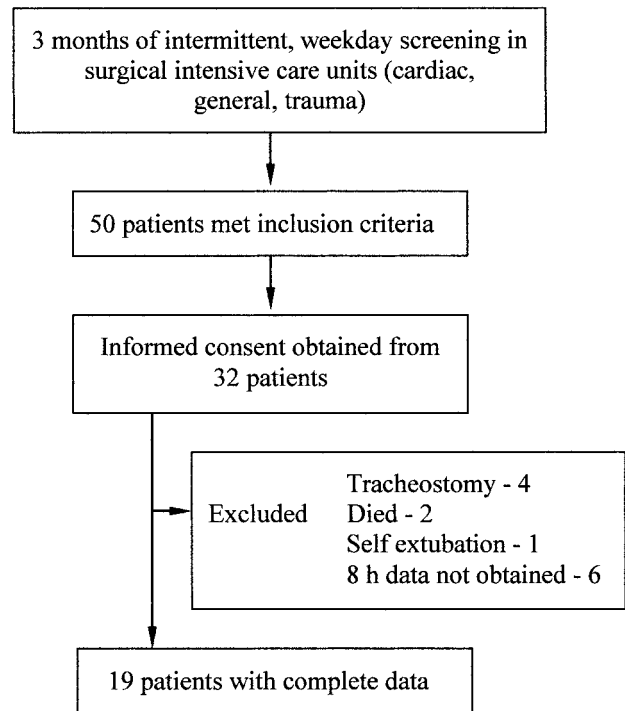 3 months of intermittent, weekday screening in
surgical intensive care units (cardiac,
general, trauma)
50 patients met inclusion criteria
Informed consent obtained from
32 patients
Excluded
Tracheostomy - 4
Died - 2
Self extubation - 1
8 h data not obtained - 6
19 patients with complete data